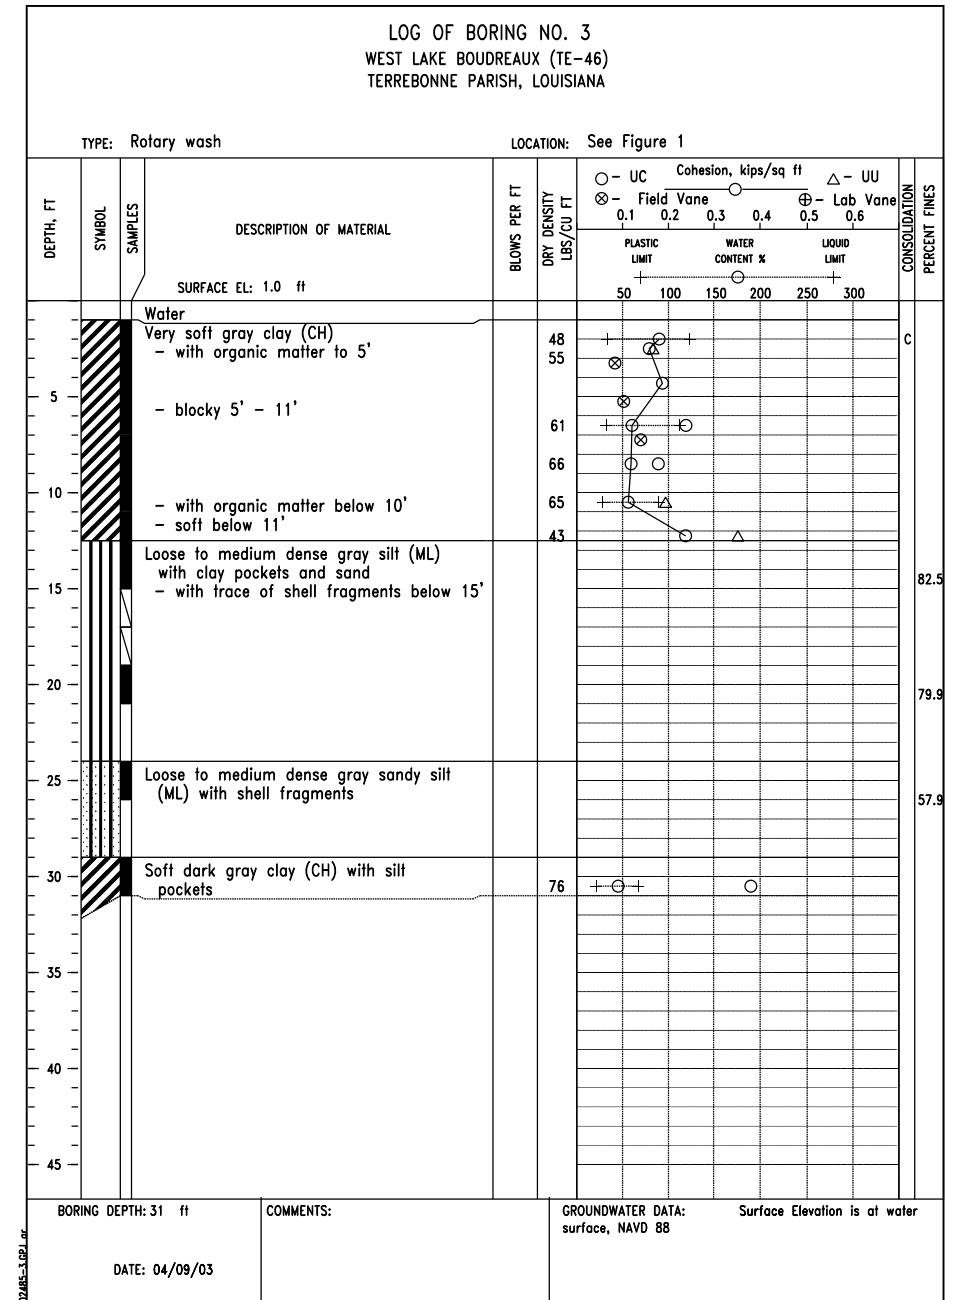 LOG OF BORING NO. 3
WEST LAKE BOUDREAUX (TE-46)
TERREBONNE PARISH, LOUISIANA
TYPE: Rotary wash
LOCATION: See Figure 1
DEPTH, FT
SYMBOL
SAMPLES
DESCRIPTION OF MATERIAL
SURFACE EL: 1.0 ft
BLOWS PER FT
DRY DENSITY
LBS/CU FT
- UC
Cohesion, kips/sq ft
- UU
- Field Vane
- Lab Vane
0.1 0.2 0.3 0.4 0.5 0.6
PLASTIC LIMIT
WATER CONTENT %
LIQUID LIMIT
50 100 150 200 250 300
CONSOLIDATION
PERCENT FINES
Water
Very soft gray clay (CH)
- with organic matter to 5'
48
C
55
5
- blocky 5' - 11'
61
66
10
- with organic matter below 10'
65
- soft below 11'
43
Loose to medium dense gray silt (ML)
with clay pockets and sand
82.5
15
- with trace of shell fragments below 15'
20
79.9
Loose to medium dense gray sandy silt
25
(ML) with shell fragments
57.9
Soft dark gray clay (CH) with silt
30
pockets
76
35
40
45
BORING DEPTH: 31 ft
DATE: 04/09/03
COMMENTS:
GROUNDWATER DATA: Surface Elevation is at water
surface, NAVD 88